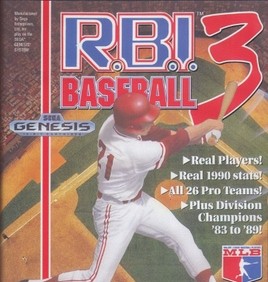 Manufactured
R.B.I. 3
BASEBALL
SEGA
GENESIS
21
Real Players!
Real 1990 stats!
All 26 Pro Teams!
Plus Division
Champions
'83 to '89!
MLB